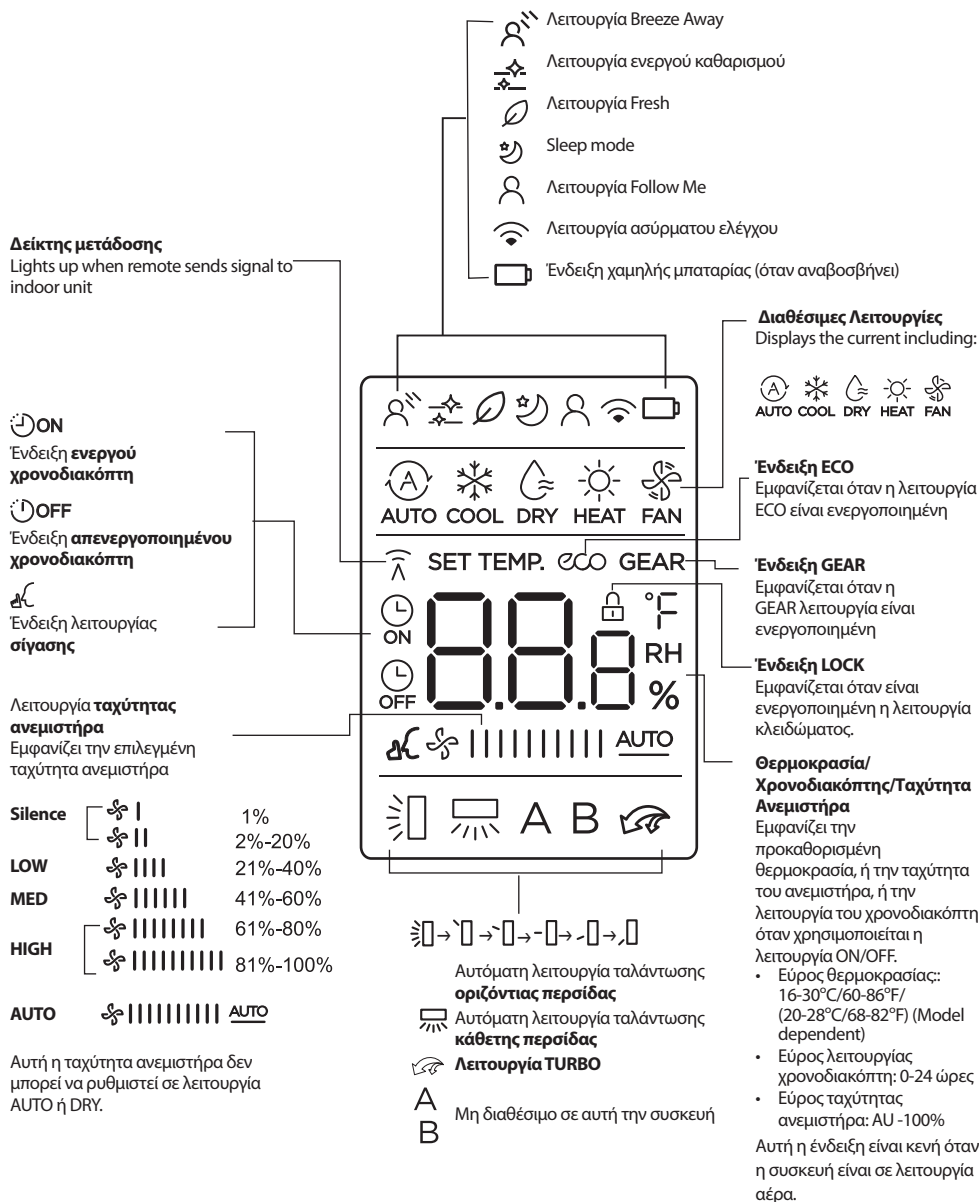 Λειτουργία Breeze Away
Λειτουργία ενεργού καθαρισμού
Λειτουργία Fresh
Sleep mode
Λειτουργία Follow Me
Λειτουργία ασύρματου ελέγχου
Ένδειξη χαμηλής μπαταρίας (όταν αναβοσβήνει)
Δείκτης μετάδοσης
Lights up when remote sends signal to
indoor unit
ON
Ένδειξη ενεργού
χρονοδιακόπτη
OFF
Ένδειξη απενεργοποιημένου
χρονοδιακόπτη
Ένδειξη λειτουργίας
σίγασης
Λειτουργία ταχύτητας
ανεμιστήρα
Εμφανίζει την επιλεγμένη
ταχύτητα ανεμιστήρα
Silence
1%
2%-20%
LOW 21%-40%
MED 41%-60%
HIGH
61%-80%
81%-100%
AUTO AUTO
Αυτή η ταχύτητα ανεμιστήρα δεν
μπορεί να ρυθμιστεί σε λειτουργία
AUTO ή DRY.
A
AUTO COOL DRY HEAT FAN
SET TEMP. eco GEAR
ON
88.8
°F
RH
OFF
%
AUTO
A B
Αυτόματη λειτουργία ταλάντωσης
οριζόντιας περσίδας
Αυτόματη λειτουργία ταλάντωσης
κάθετης περσίδας
Λειτουργία TURBO
A
B
Μη διαθέσιμο σε αυτή την συσκευή
Διαθέσιμες Λειτουργίες
Displays the current including:
A
AUTO COOL DRY HEAT FAN
Ένδειξη ECO
Εμφανίζεται όταν η λειτουργία
ECO είναι ενεργοποιημένη
Ένδειξη GEAR
Εμφανίζεται όταν η
GEAR λειτουργία είναι
ενεργοποιημένη
Ένδειξη LOCK
Εμφανίζεται όταν είναι
ενεργοποιημένη η λειτουργία
κλειδώματος.
Θερμοκρασία/
Χρονοδιακόπτης/Ταχύτητα
Ανεμιστήρα
Εμφανίζει την
προκαθορισμένη
θερμοκρασία, ή την ταχύτητα
του ανεμιστήρα, ή την
λειτουργία του χρονοδιακόπτη
όταν χρησιμοποιείται η
λειτουργία ON/OFF.
• Εύρος θερμοκρασίας::
16-30°C/60-86°F/
(20-28°C/68-82°F) (Model
dependent)
• Εύρος λειτουργίας
χρονοδιακόπτη: 0-24 ώρες
• Εύρος ταχύτητας
ανεμιστήρα: AU -100%
Αυτή η ένδειξη είναι κενή όταν
η συσκευή είναι σε λειτουργία
αέρα.